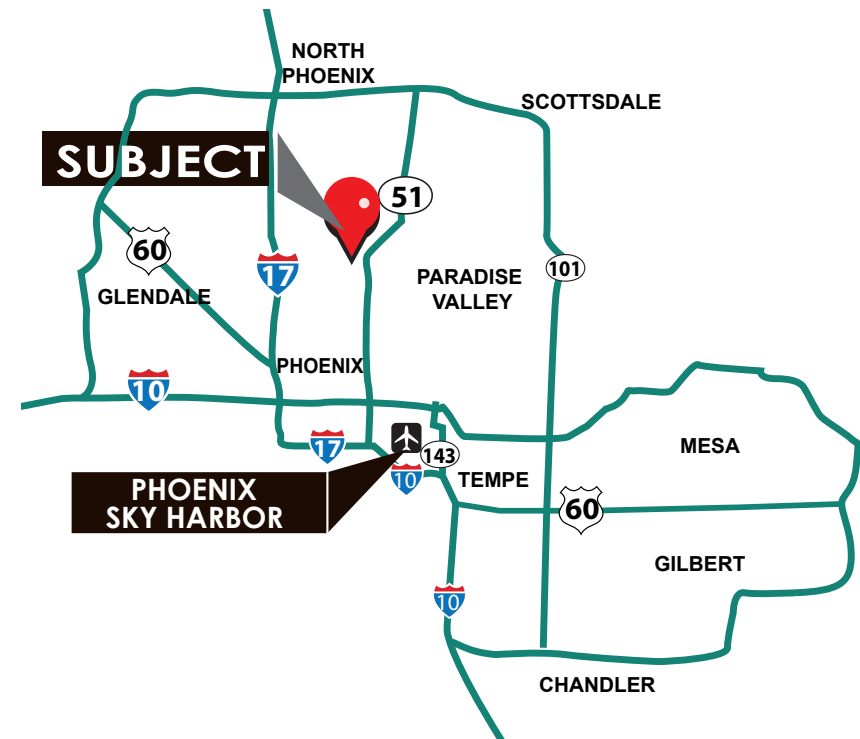 NORTH
PHOENIX
SCOTTSDALE
SUBJECT
51
60
17
101
GLENDALE
PARADISE
VALLEY
PHOENIX
10
17
143
MESA
10
TEMPE
PHOENIX
SKY HARBOR
60
GILBERT
10
CHANDLER